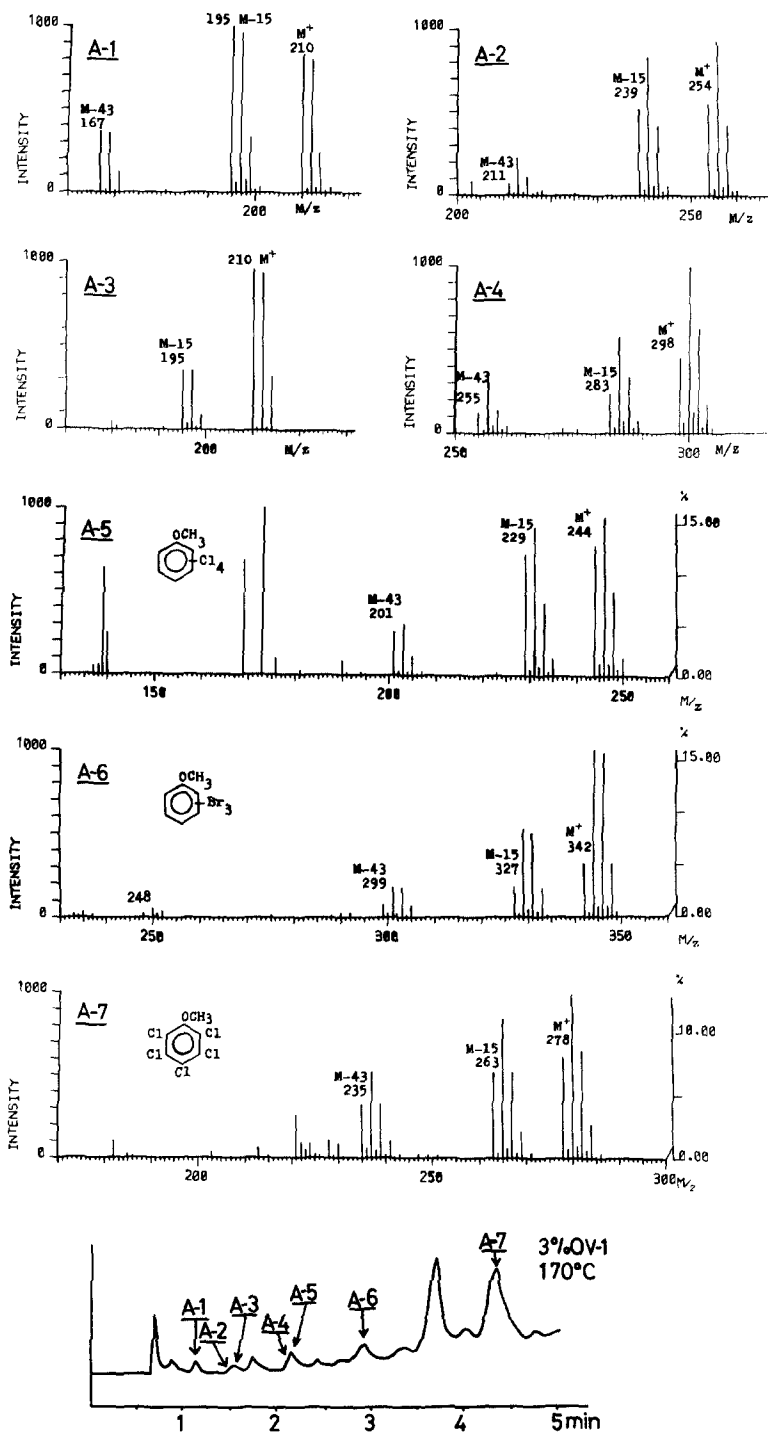 A-1
1000
INTENSITY
0
M-43
167
195 M-15
M+
210
200
M/z
A-2
1000
INTENSITY
0
M-43
211
M-15
239
M+
254
200
250
M/z
A-3
1000
INTENSITY
0
M-15
195
210 M+
200
M/z
A-4
1000
INTENSITY
0
M-43
255
M-15
283
M+
298
250
300
M/z
A-5
1000
INTENSITY
0
OCH3
Cl4
M-43
201
M-15
229
M+
244
%
15.00
0.00
150
200
250
M/z
A-6
1000
INTENSITY
0
OCH3
Br3
248
M-43
299
M-15
327
M+
342
%
15.00
0.00
250
300
350
M/z
A-7
1000
INTENSITY
0
OCH3
Cl Cl
Cl Cl
Cl
M-43
235
M-15
263
M+
278
%
10.00
0.00
200
250
300
M/z
A-1
A-2
A-3
A-4
A-5
A-6
A-7
3%OV-1
170°C
1 2 3 4 5min